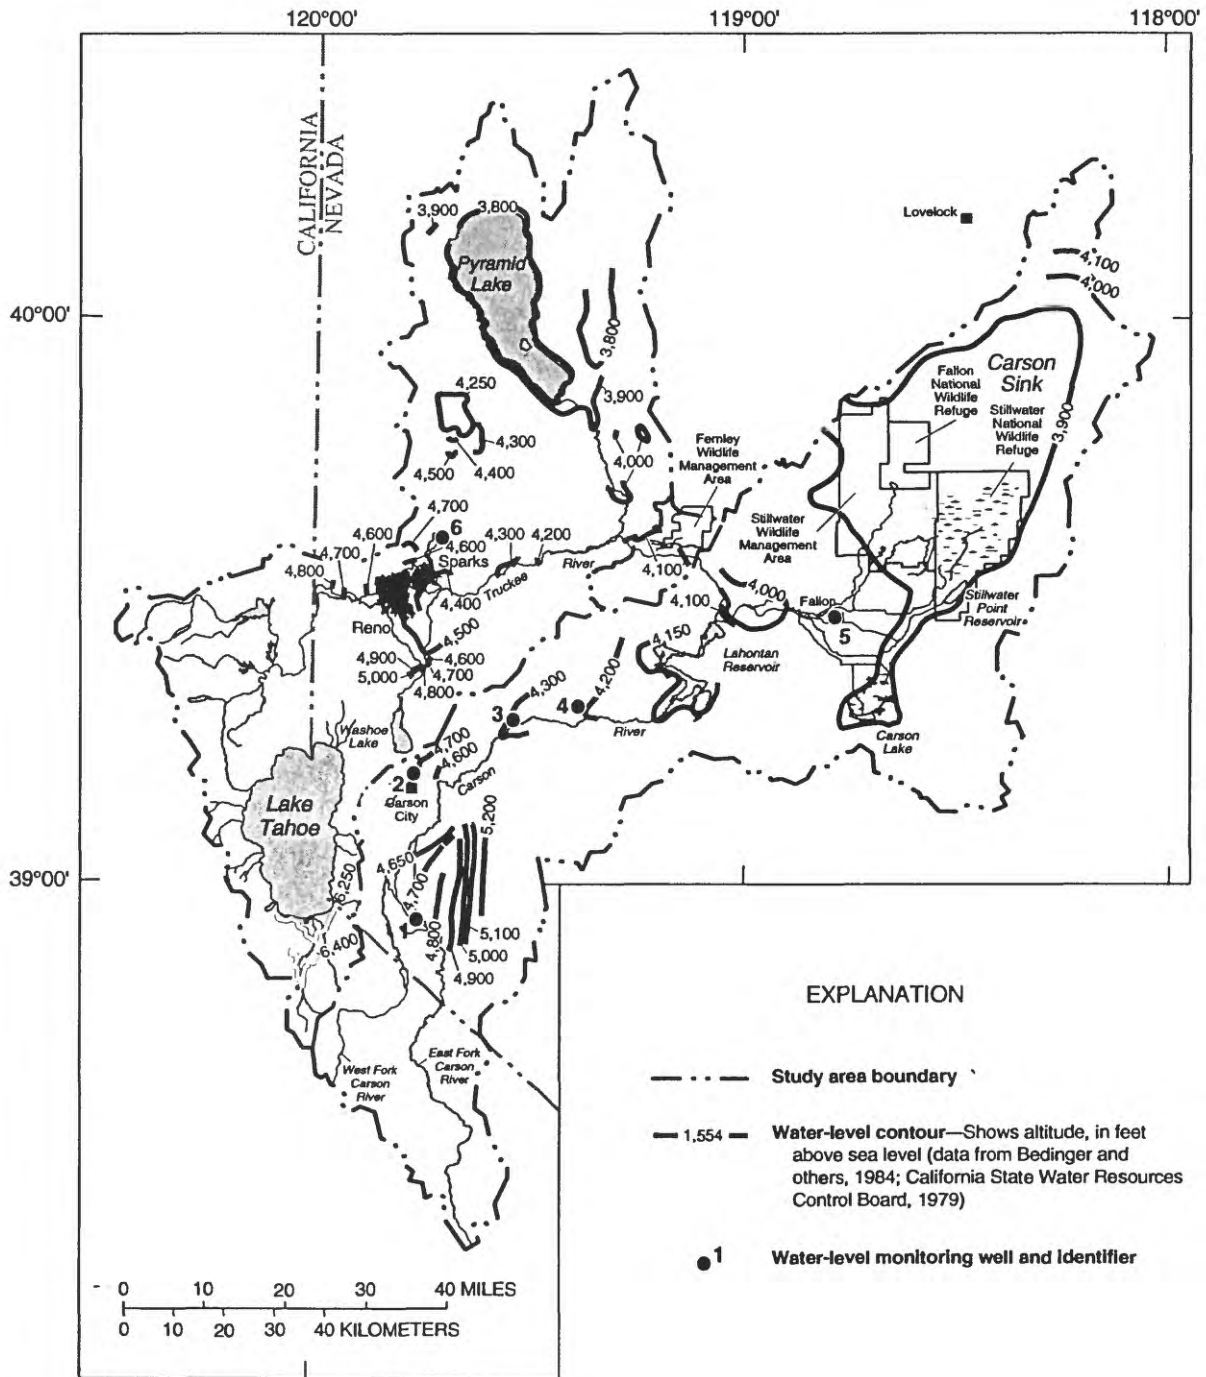 120°00'
119°00'
118°00'
CALIFORNIA
NEVADA
3,900
3,800
Pyramid
Lake
Lovelock
4,100
4,000
40°00'
3,800
Carson
Sink
Fallon
National
Wildlife
Refuge
Stillwater
National
Wildlife
Refuge
3,900
4,250
3,900
4,300
4,400
4,500
4,000
Fernley
Wildlife
Management
Area
4,700
6
4,600
4,600
Sparks
4,300
4,200
4,700
4,800
River
Truckee
4,100
Stillwater
Wildlife
Management
Area
4,400
Reno
4,500
4,000
4,100
Fallon
5
Stillwater
Point
Reservoir
4,900
5,000
4,600
4,700
4,800
4,150
Lahontan
Reservoir
4,300
4,200
3
4
River
Carson
Lake
Washoe
Lake
4,700
4,600
2
Carson
City
Carson
Lake
Tahoe
5,200
4,650
39°00'
6,250
4,700
1
4,800
6,400
5,100
5,000
4,900
West Fork
Carson
River
East Fork
Carson
River
EXPLANATION
Study area boundary
1,554
Water-level contour—Shows altitude, in feet
above sea level (data from Bedinger and
others, 1984; California State Water Resources
Control Board, 1979)
1
Water-level monitoring well and identifier
0 10 20 30 40 MILES
0 10 20 30 40 KILOMETERS